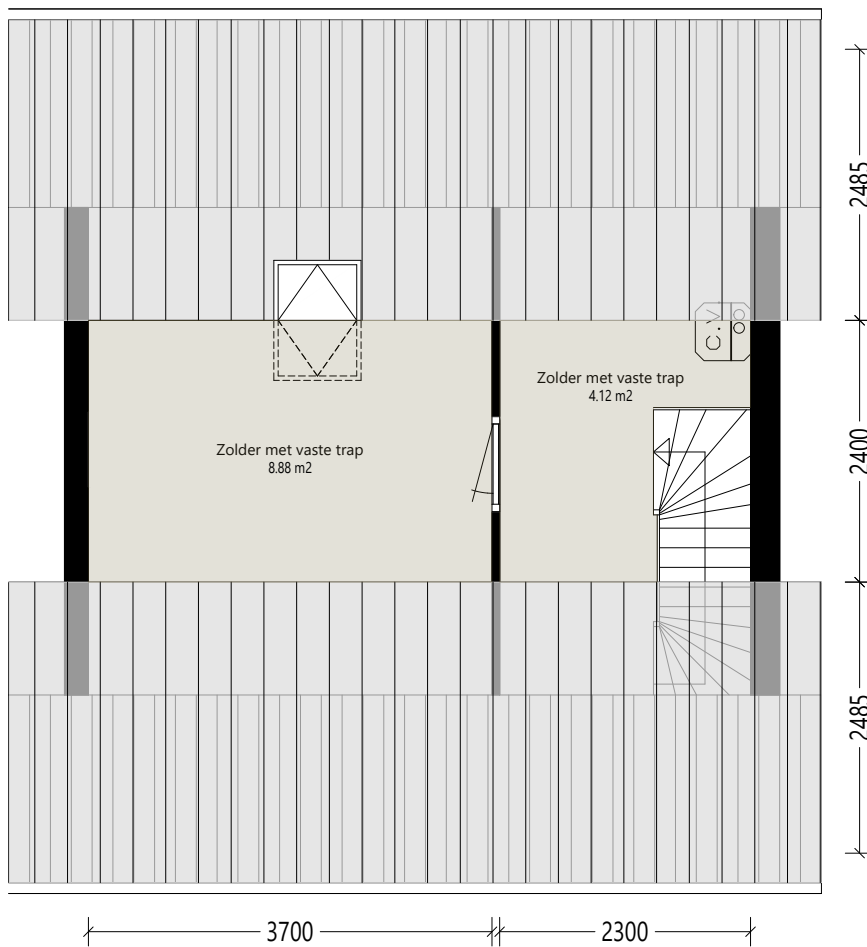 2485
C.V.
Zolder met vaste trap
4.12 m2
Zolder met vaste trap
8.88 m2
2400
2485
3700
2300